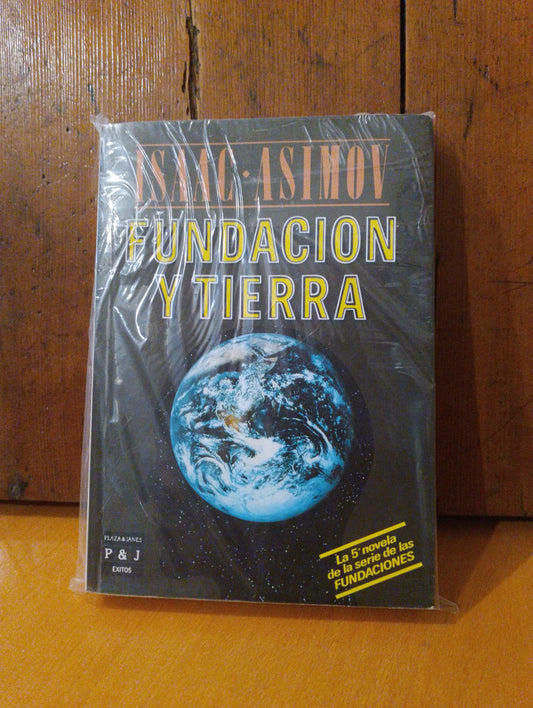 ISAAC · ASIMOV
FUNDACION
Y TIERRA
PLAZA & JANES
P & J
EXITOS
La 5ª novela
de la serie de las
FUNDACIONES